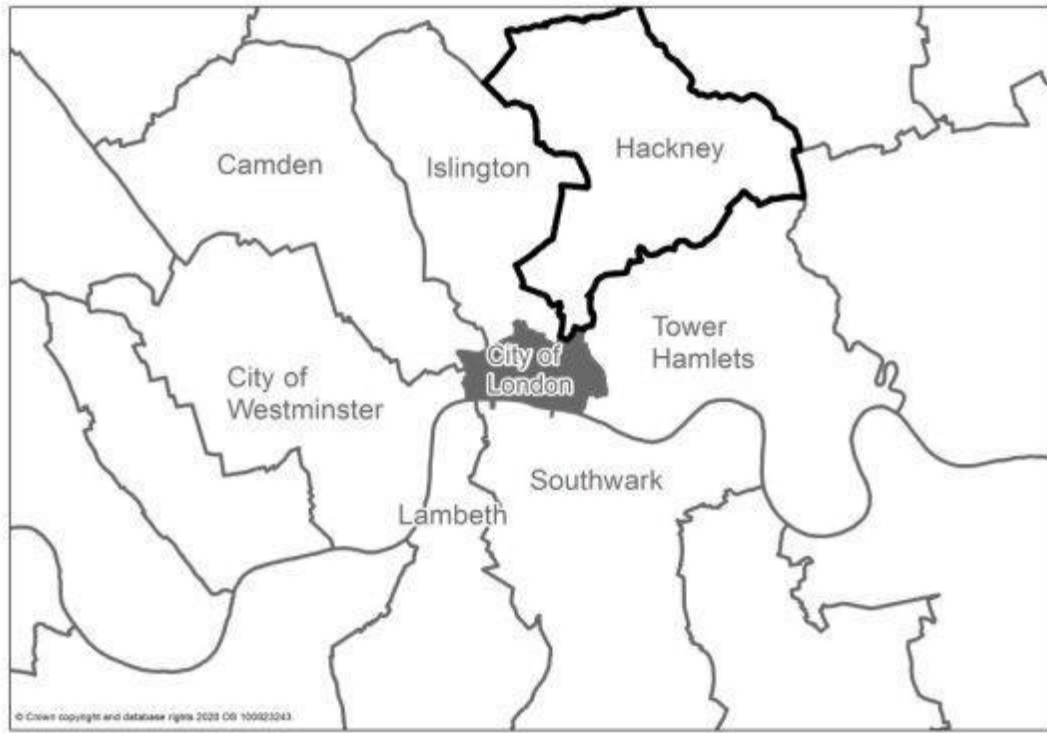 Hackney
Camden
Islington
Tower
Hamlets
City of
London
City of
Westminster
Southwark
Lambeth
© Crown copyright and database rights 2020 OS 100023243.